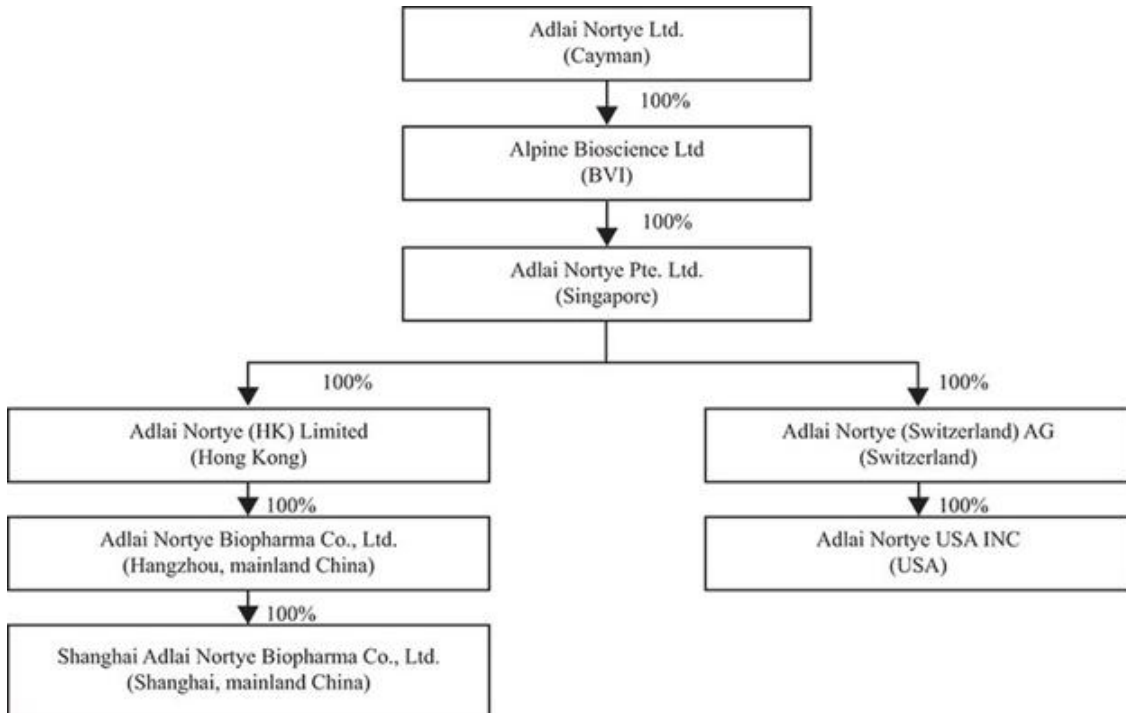 Adlai Nortye Ltd.
(Cayman)
100%
Alpine Bioscience Ltd
(BVI)
100%
Adlai Nortye Pte. Ltd.
(Singapore)
100%
100%
Adlai Nortye (HK) Limited
(Hong Kong)
Adlai Nortye (Switzerland) AG
(Switzerland)
100%
100%
Adlai Nortye Biopharma Co., Ltd.
(Hangzhou, mainland China)
Adlai Nortye USA INC
(USA)
100%
Shanghai Adlai Nortye Biopharma Co., Ltd.
(Shanghai, mainland China)